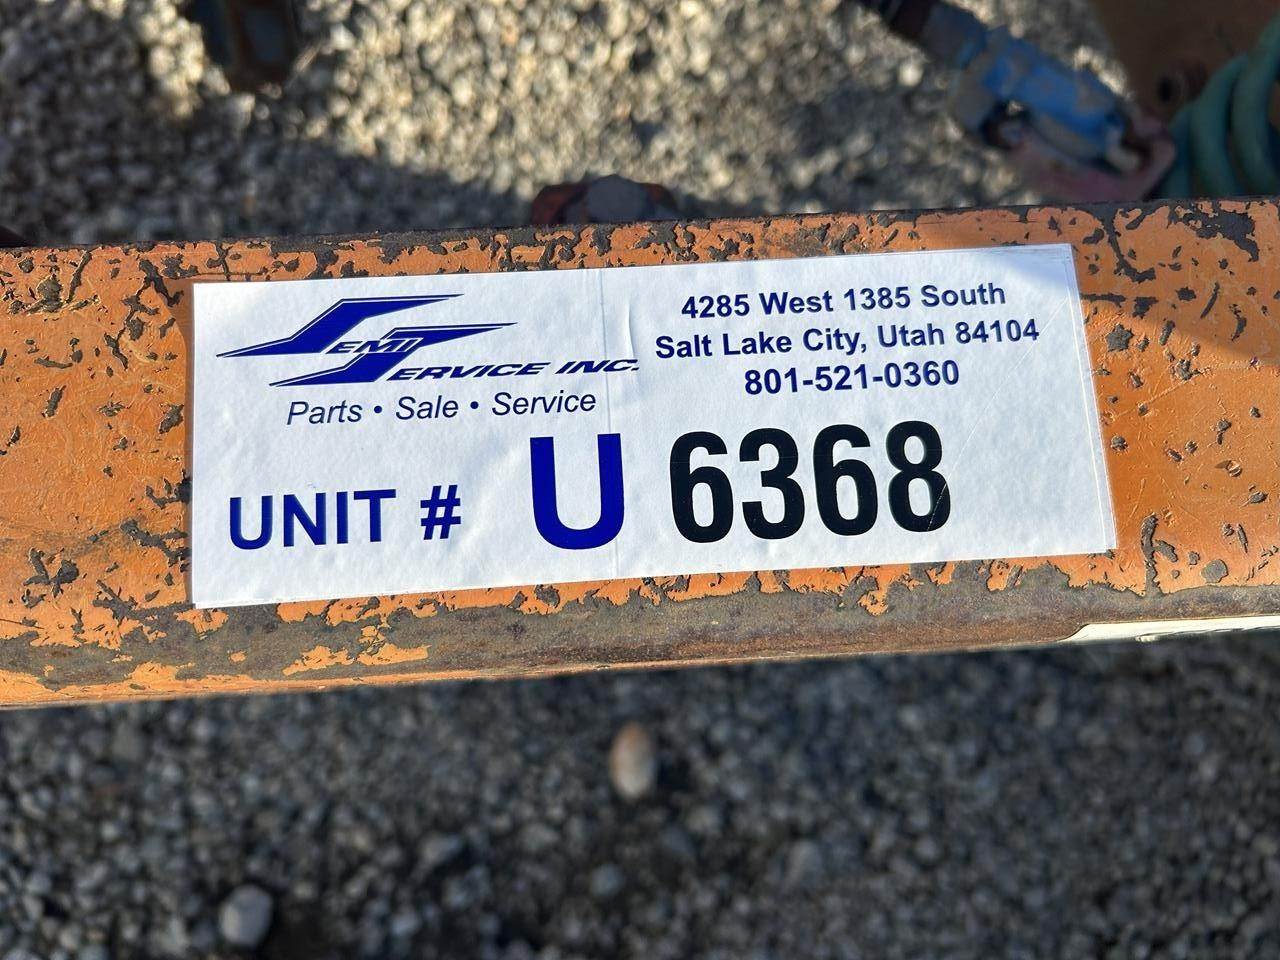 SEMI
SERVICE INC.
Parts • Sale • Service
4285 West 1385 South
Salt Lake City, Utah 84104
801-521-0360
UNIT # U 6368